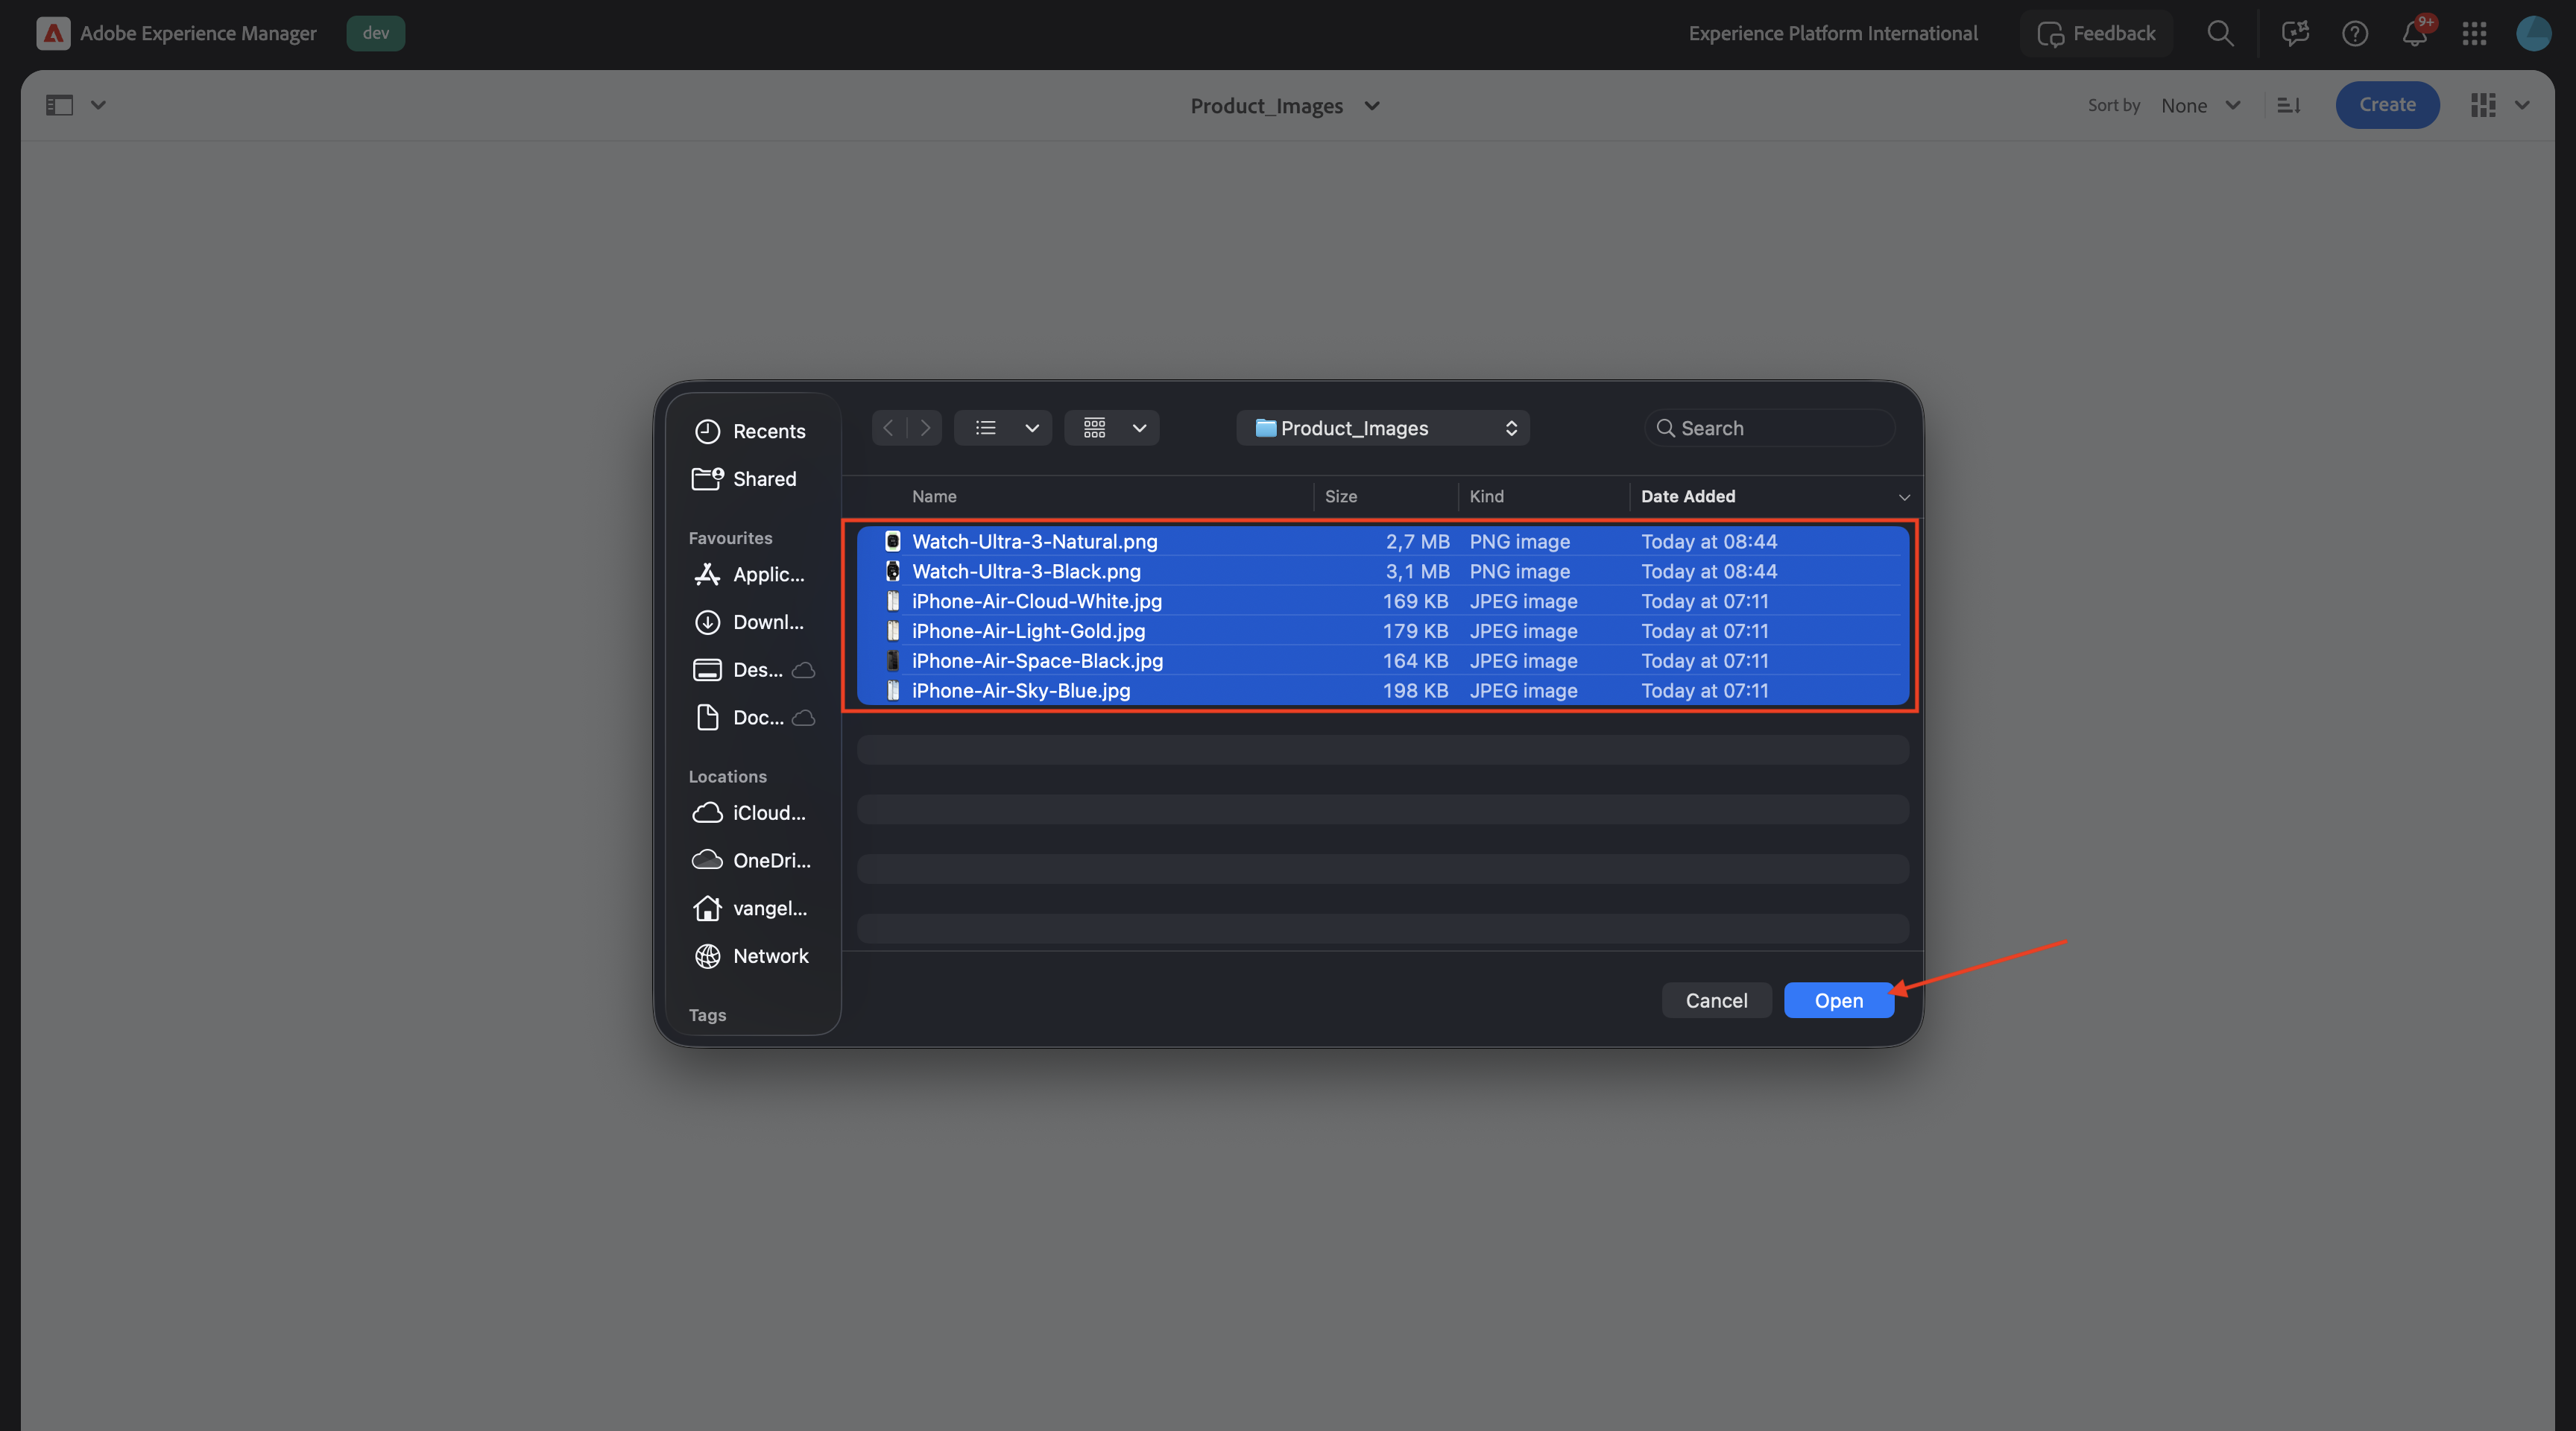 Adobe Experience Manager
dev
Experience Platform International
Feedback
9+
Product_Images
Sort by None
Create
Recents
Shared
Favourites
Applic...
Downl...
Des...
Doc...
Locations
iCloud...
OneDri...
vangel...
Network
Tags
Product_Images
Search
Name Size Kind Date Added
Watch-Ultra-3-Natural.png 2,7 MB PNG image Today at 08:44
Watch-Ultra-3-Black.png 3,1 MB PNG image Today at 08:44
iPhone-Air-Cloud-White.jpg 169 KB JPEG image Today at 07:11
iPhone-Air-Light-Gold.jpg 179 KB JPEG image Today at 07:11
iPhone-Air-Space-Black.jpg 164 KB JPEG image Today at 07:11
iPhone-Air-Sky-Blue.jpg 198 KB JPEG image Today at 07:11
Cancel Open